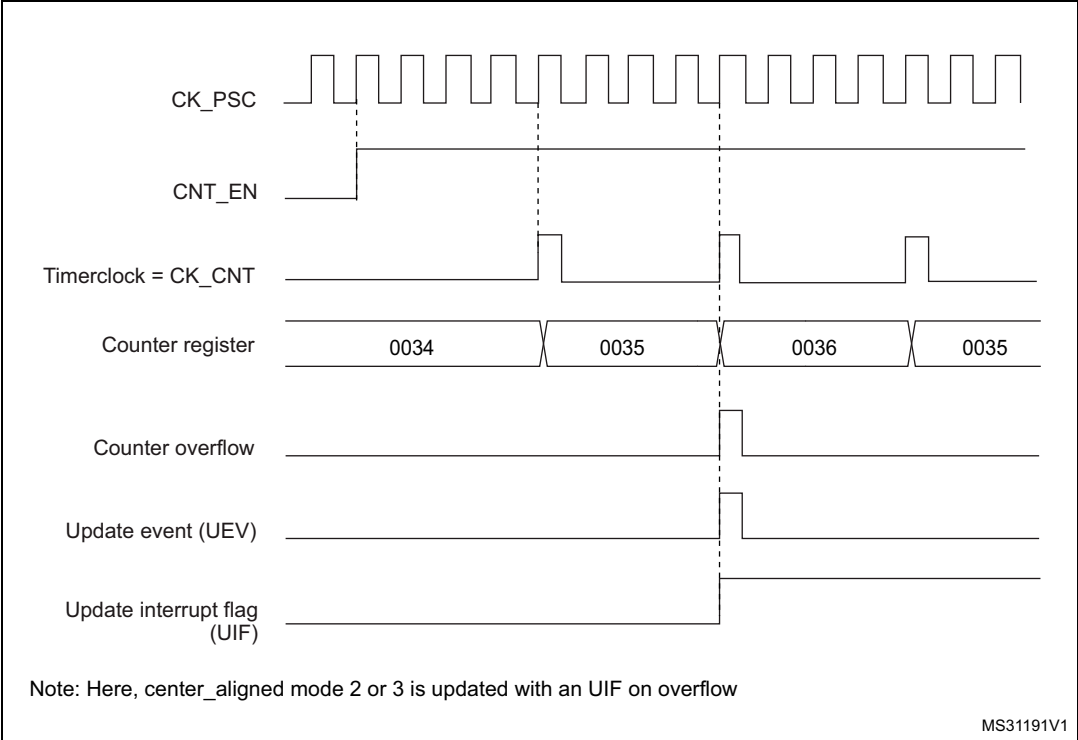 CK_PSC
CNT_EN
Timerclock = CK_CNT
Counter register
0034
0035
0036
0035
Counter overflow
Update event (UEV)
Update interrupt flag
(UIF)
Note: Here, center_aligned mode 2 or 3 is updated with an UIF on overflow
MS31191V1